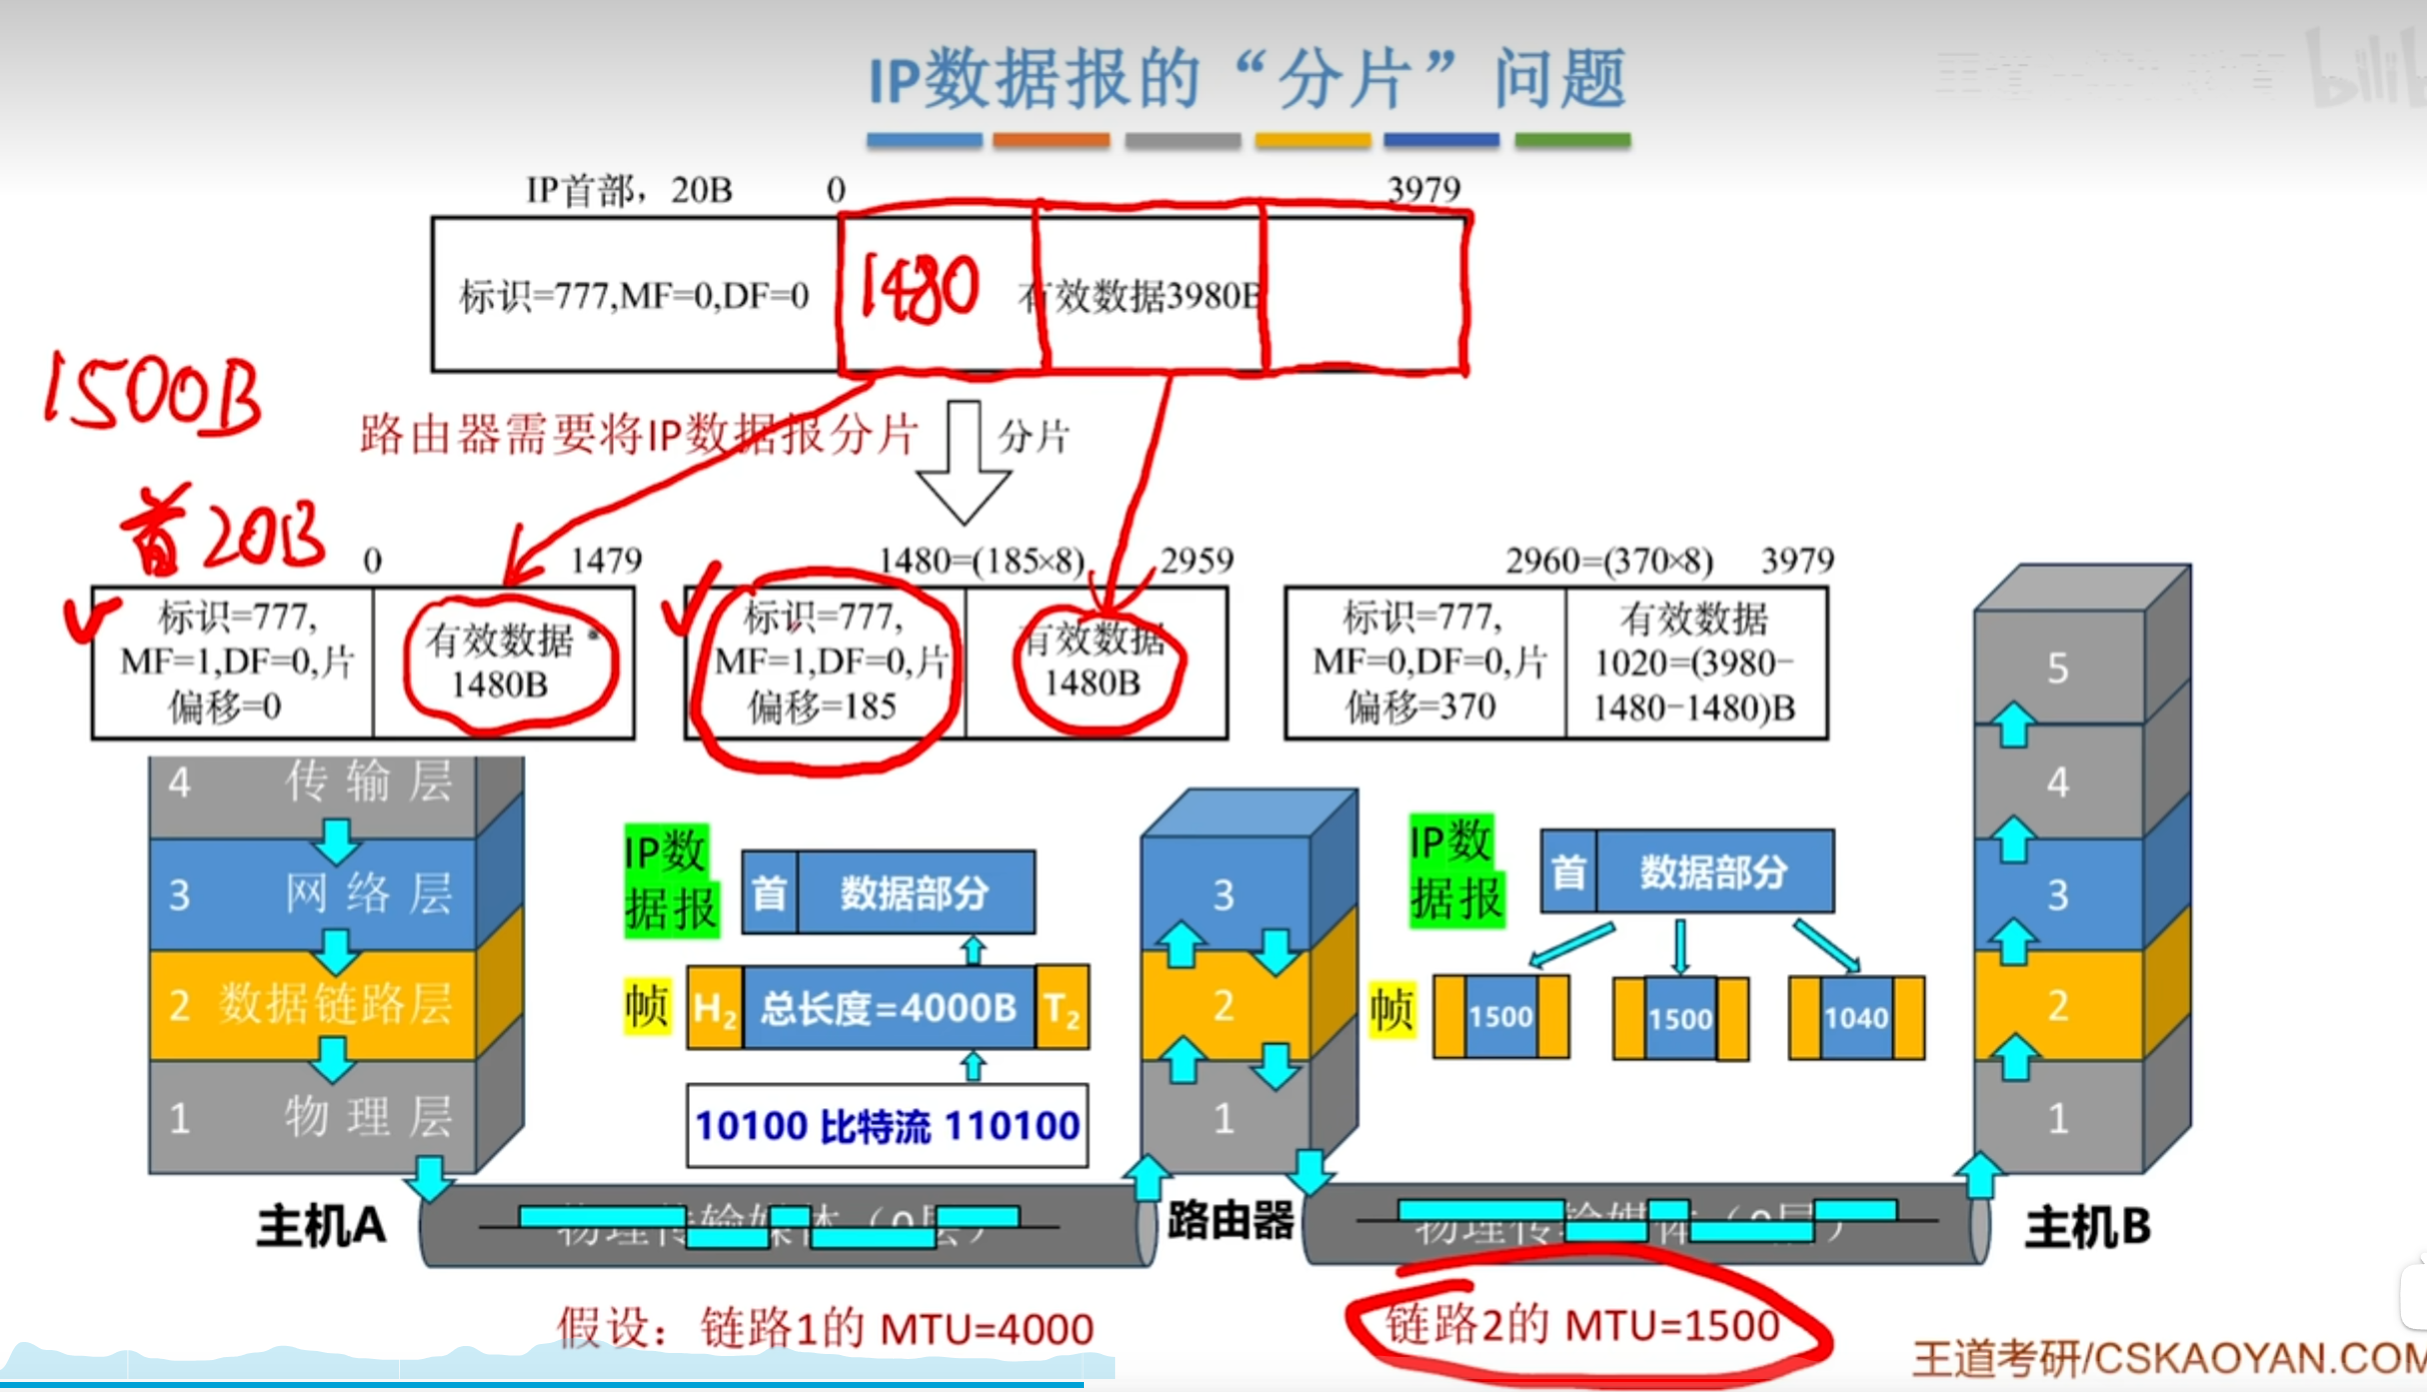 IP数据报的“分片”问题
bilib
IP首部，20B
0
3979
标识=777,MF=0,DF=0
1480
有效数据3980B
1500B
路由器需要将IP数据报分片
分片
首20B
0
1479
1480=(185×8)
2959
2960=(370×8)
3979
标识=777,
MF=1,DF=0,片
偏移=0
有效数据
1480B
标识=777,
MF=1,DF=0,片
偏移=185
有效数据
1480B
标识=777,
MF=0,DF=0,片
偏移=370
有效数据
1020=(3980−
1480−1480)B
4 传输层
3 网络层
2 数据链路层
1 物理层
IP数
据报
首 数据部分
帧
H2 总长度=4000B T2
10100 比特流 110100
3
2
1
IP数
据报
首 数据部分
帧
1500
1500
1040
5
4
3
2
1
主机A
物理传输媒体（0层）
路由器
物理传输媒体（0层）
主机B
假设：链路1的 MTU=4000
链路2的 MTU=1500
王道考研/CSKAOYAN.COM